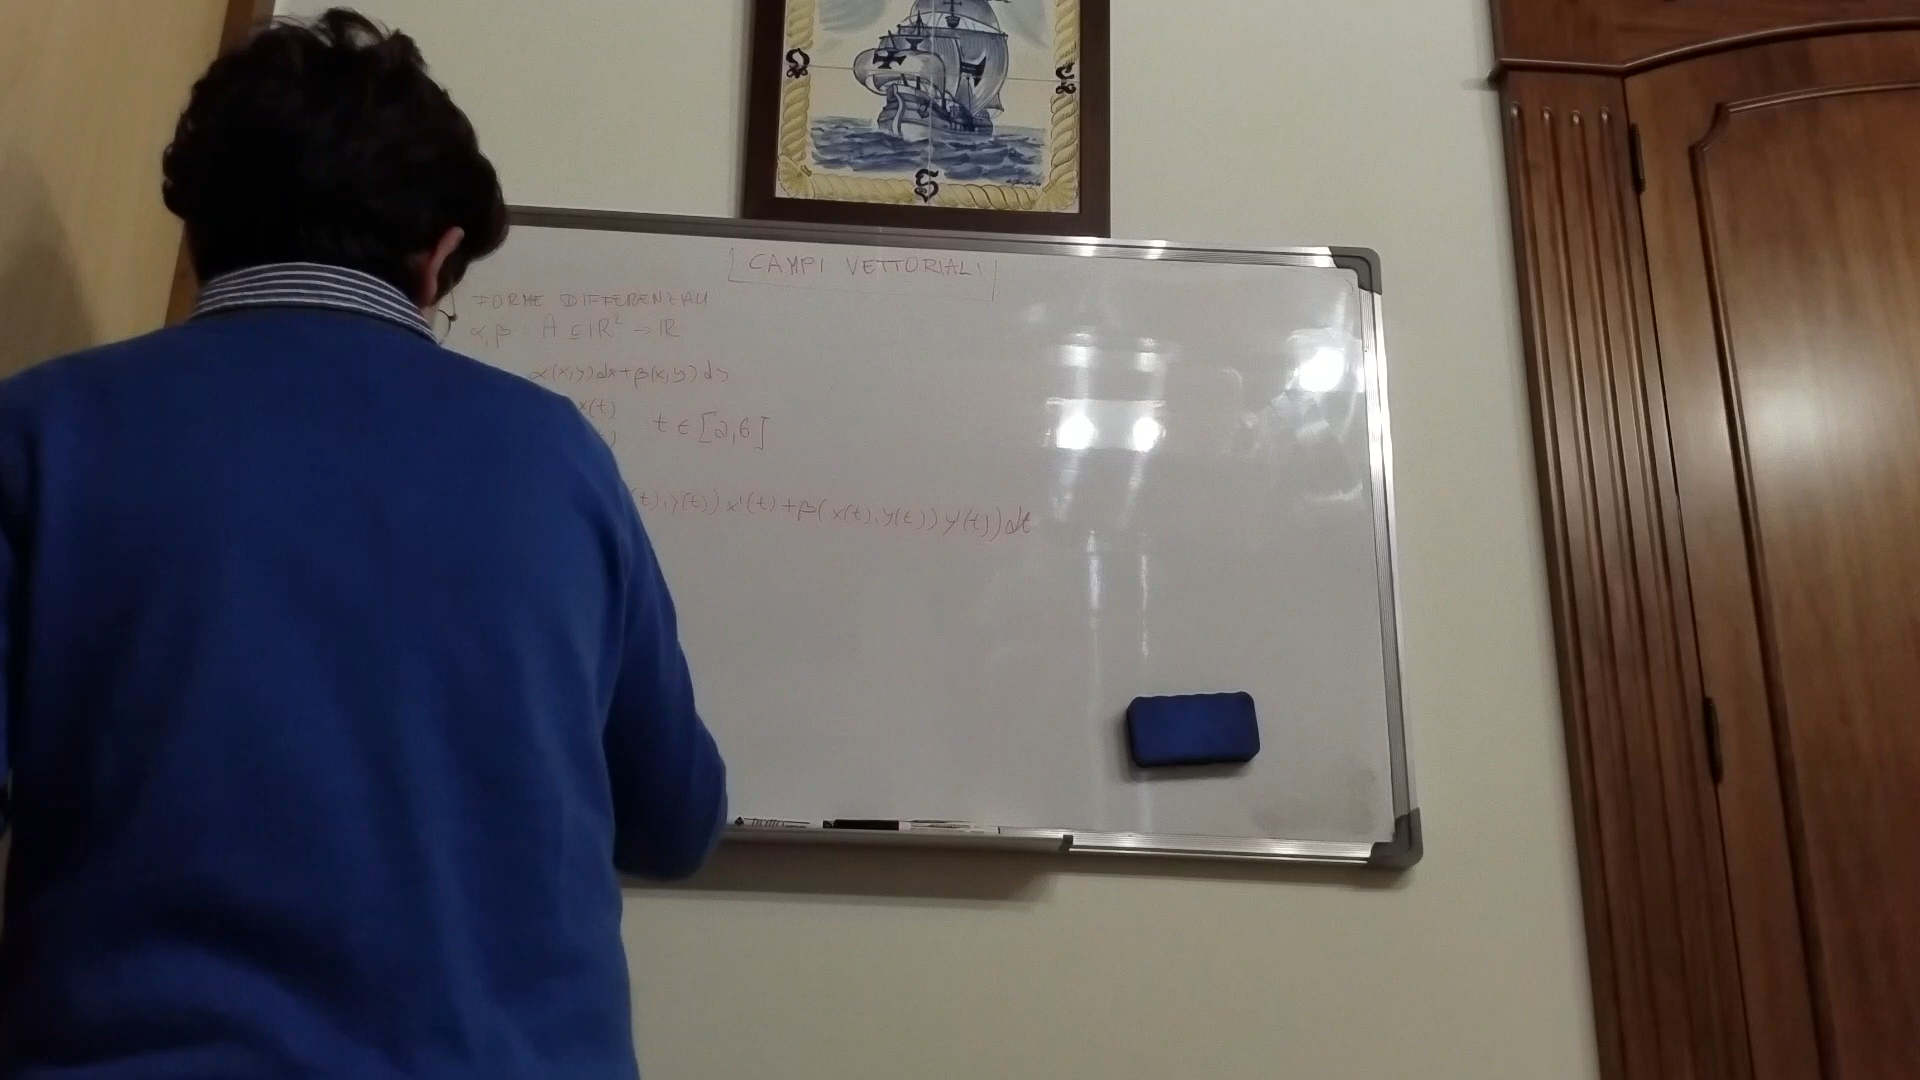 CAMPI VETTORIALI
FORME DIFFERENZIALI
α, β : A ⊆ IR² → IR
α(x,y)dx+β(x,y)dy
x(t)
) t ∈ [a,b]
(t),y(t))x'(t)+β(x(t),y(t))y'(t))dt
S